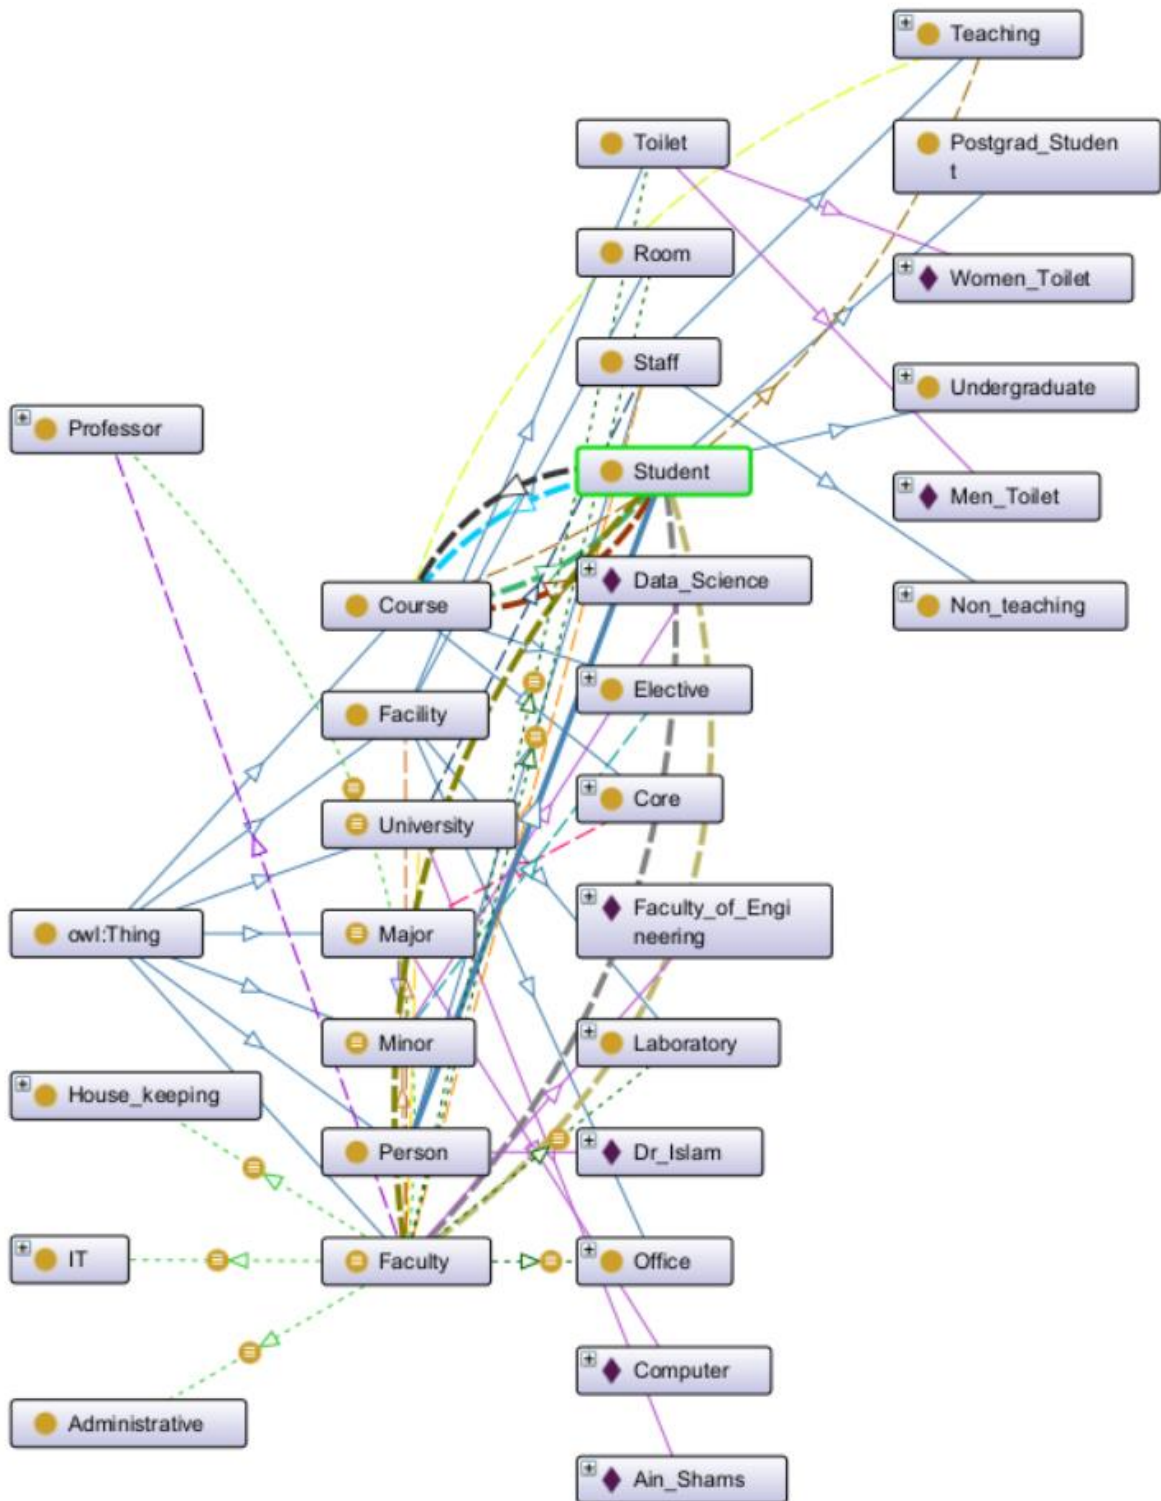 Teaching
Toilet
Postgrad_Studen
t
Room
Women_Toilet
Staff
Undergraduate
Professor
Student
Men_Toilet
Data_Science
Course
Non_teaching
Elective
Facility
Core
University
Faculty_of_Engi
neering
owl:Thing
Major
Minor
Laboratory
House_keeping
Person
Dr_Islam
IT
Faculty
Office
Computer
Administrative
Ain_Shams